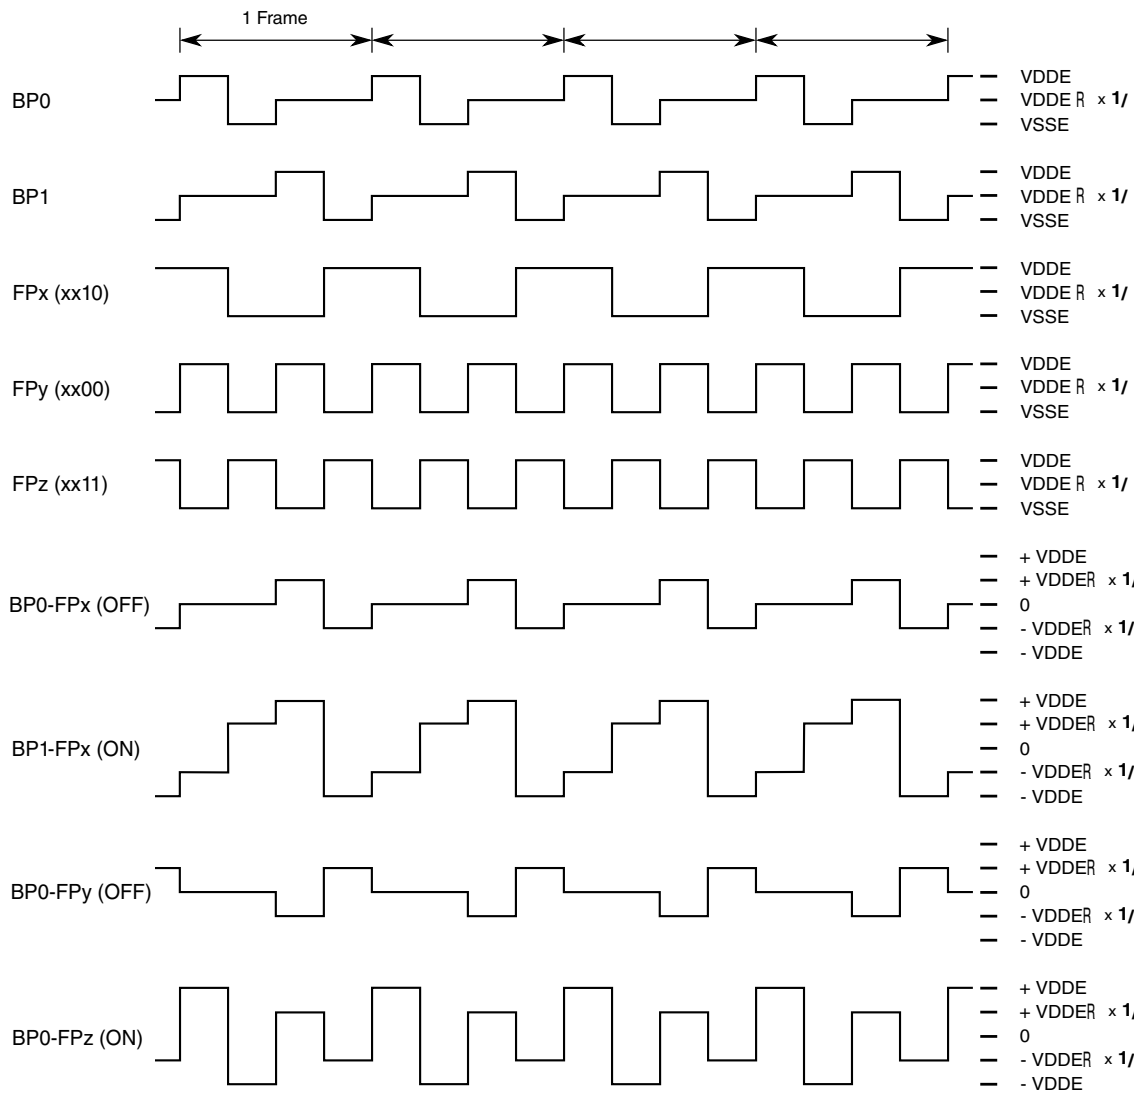 1 Frame
BP0
VDDE
VDDE R × 1/
VSSE
BP1
VDDE
VDDE R × 1/
VSSE
FPx (xx10)
VDDE
VDDE R × 1/
VSSE
FPy (xx00)
VDDE
VDDE R × 1/
VSSE
FPz (xx11)
VDDE
VDDE R × 1/
VSSE
BP0-FPx (OFF)
+ VDDE
+ VDDER × 1/
0
- VDDER × 1/
- VDDE
BP1-FPx (ON)
+ VDDE
+ VDDER × 1/
0
- VDDER × 1/
- VDDE
BP0-FPy (OFF)
+ VDDE
+ VDDER × 1/
0
- VDDER × 1/
- VDDE
BP0-FPz (ON)
+ VDDE
+ VDDER × 1/
0
- VDDER × 1/
- VDDE